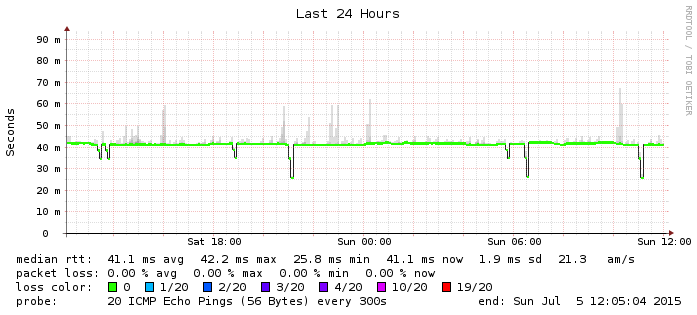 Last 24 Hours
RRDTOOL / TOBI OETIKER
Seconds
90 m
80 m
70 m
60 m
50 m
40 m
30 m
20 m
10 m
0
Sat 18:00 Sun 00:00 Sun 06:00 Sun 12:00
median rtt: 41.1 ms avg 42.2 ms max 25.8 ms min 41.1 ms now 1.9 ms sd 21.3 am/s
packet loss: 0.00 % avg 0.00 % max 0.00 % min 0.00 % now
loss color: 0 1/20 2/20 3/20 4/20 10/20 19/20
probe: 20 ICMP Echo Pings (56 Bytes) every 300s end: Sun Jul 5 12:05:04 2015